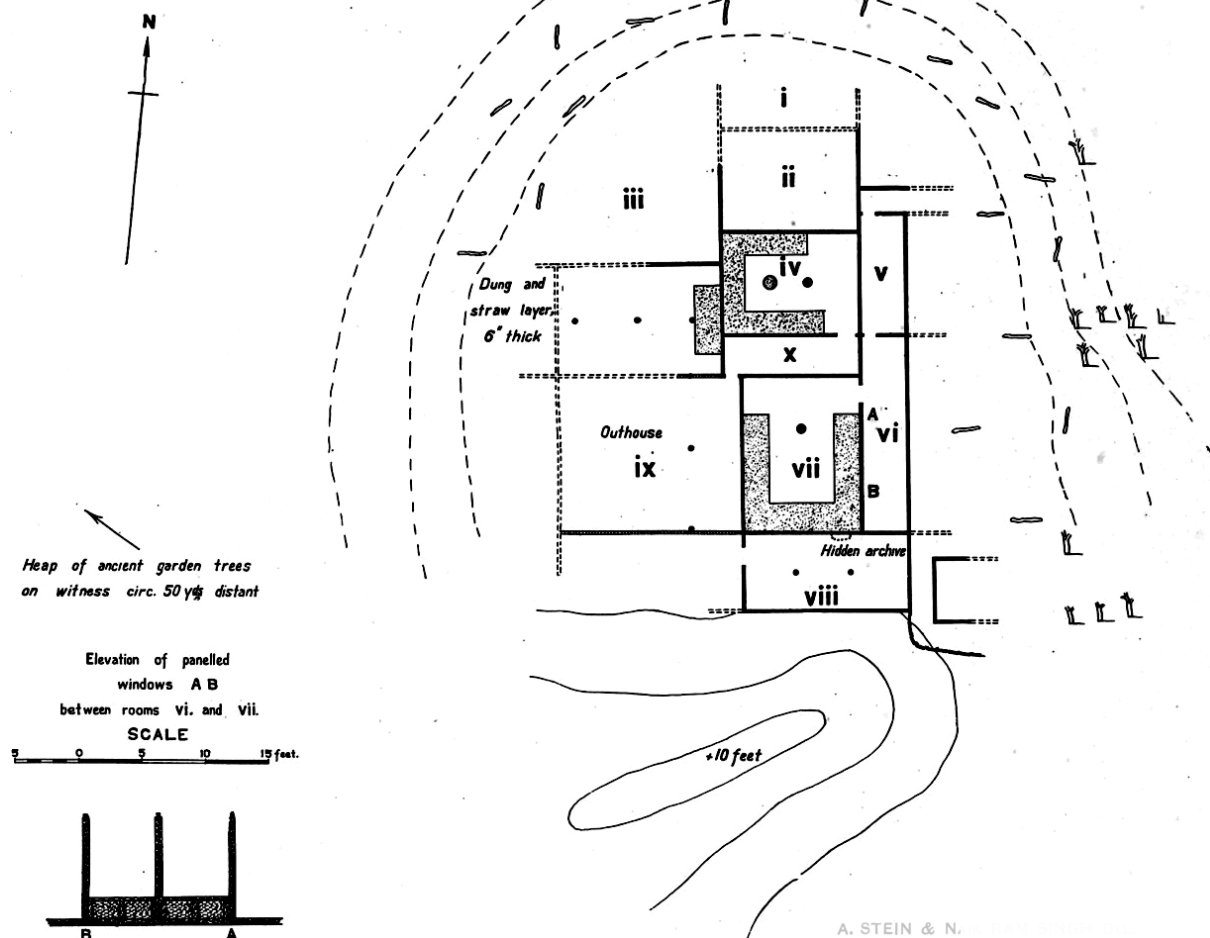 N
i
ii
iii
iv
v
Dung and
straw layer,
6" thick
x
A
vi
Outhouse
ix
vii
B
Hidden archive
viii
Heap of ancient garden trees
on witness circ. 50 yds distant
Elevation of panelled
windows A B
between rooms vi. and vii.
SCALE
5 0 5 10 15 feet.
+10 feet
B A
A. STEIN & N.